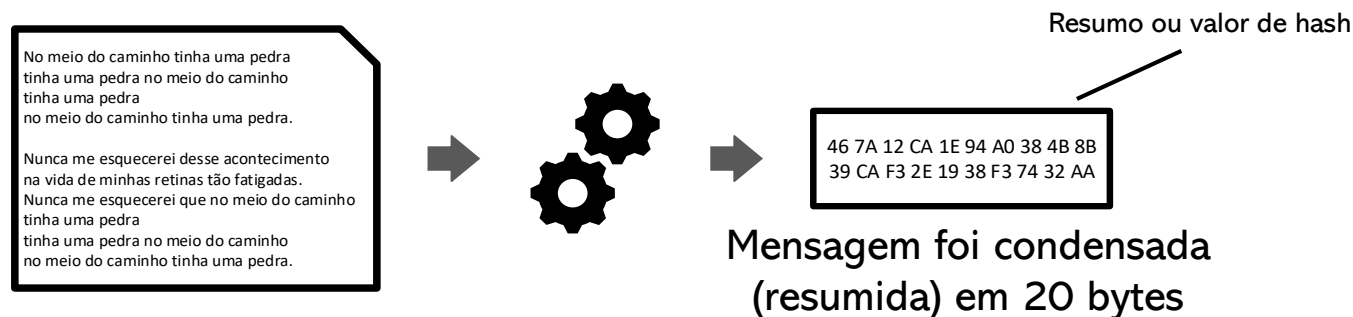 No meio do caminho tinha uma pedra
tinha uma pedra no meio do caminho
tinha uma pedra
no meio do caminho tinha uma pedra.
Nunca me esquecerei desse acontecimento
na vida de minhas retinas tão fatigadas.
Nunca me esquecerei que no meio do caminho
tinha uma pedra
tinha uma pedra no meio do caminho
no meio do caminho tinha uma pedra.
Resumo ou valor de hash
46 7A 12 CA 1E 94 A0 38 4B 8B
39 CA F3 2E 19 38 F3 74 32 AA
Mensagem foi condensada
(resumida) em 20 bytes